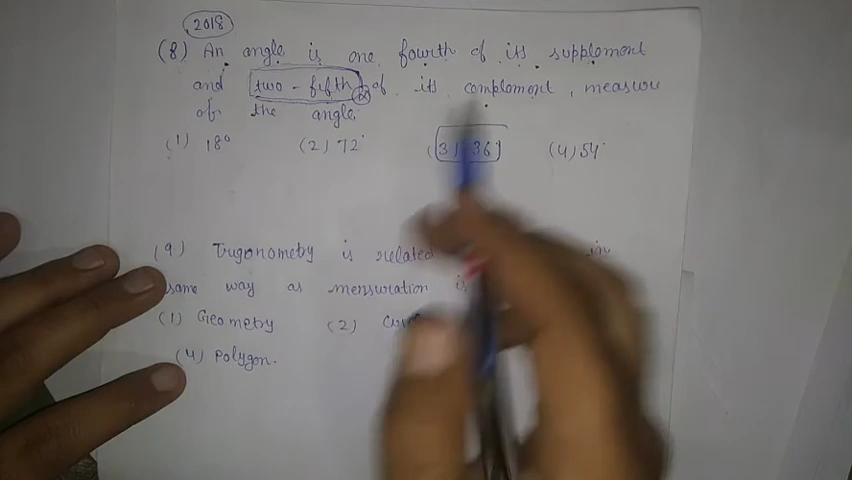 2018
(8) An angle is one fourth of its supplement
and two-fifth of its complement, measure
of the angle.
(1) 18° (2) 72° (3) 36 (4) 54°
(9) Trigonometry is related in
same way as mensuration is
(1) Geometry (2)
(4) Polygon.